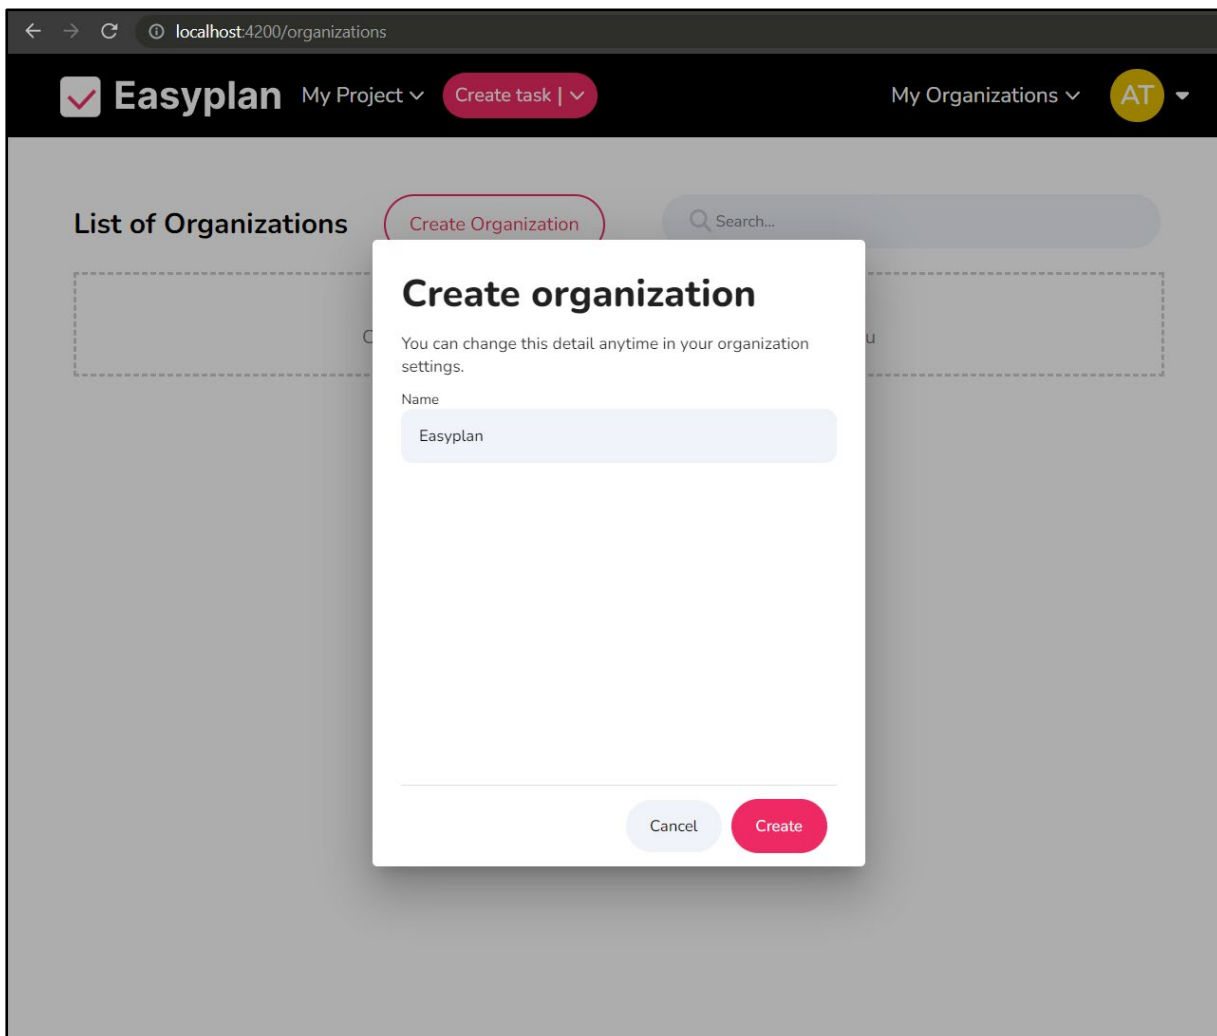 localhost:4200/organizations
Easyplan My Project Create task | My Organizations AT
List of Organizations Create Organization Search...
Create organization
You can change this detail anytime in your organization
settings.
Name
Easyplan
Cancel Create